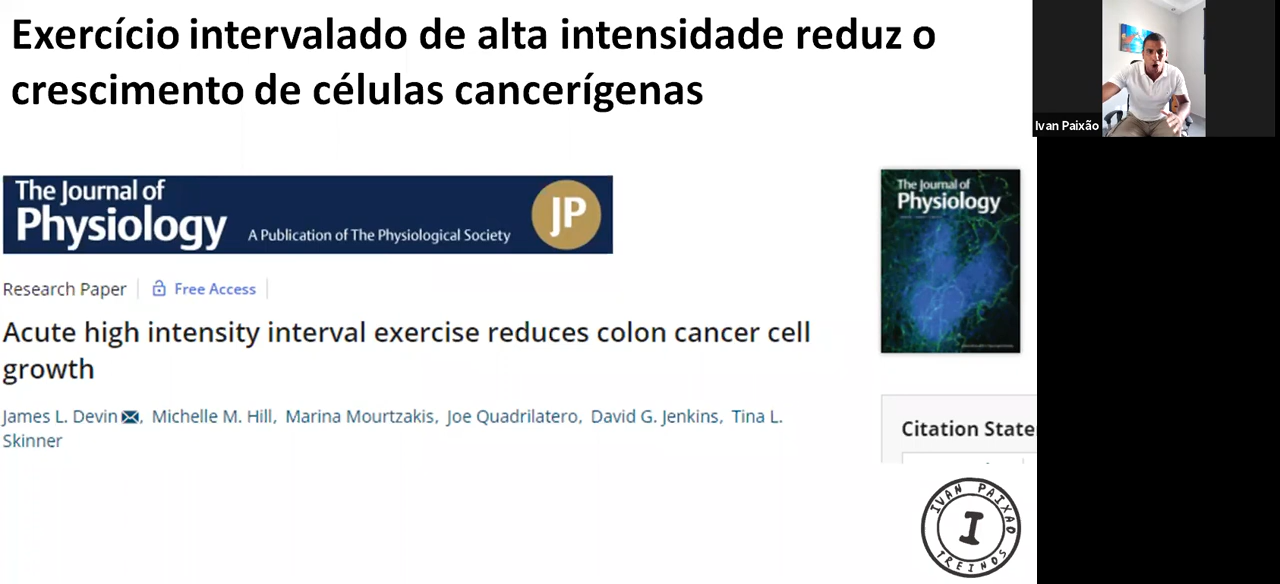 Exercício intervalado de alta intensidade reduz o
crescimento de células cancerígenas
Ivan Paixão
The Journal of
Physiology
A Publication of The Physiological Society
JP
The Journal of
Physiology
Research Paper
Free Access
Acute high intensity interval exercise reduces colon cancer cell
growth
James L. Devin, Michelle M. Hill, Marina Mourtzakis, Joe Quadrilatero, David G. Jenkins, Tina L.
Skinner
Citation State
IVAN PAIXAO
I
TREINOS